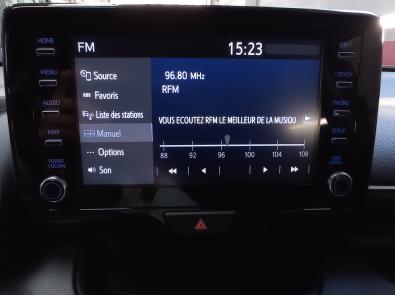 FM
15:23
HOME
MENU
AUDIO
MAP
POWER
VOLUME
Source
Favoris
Liste des stations
Manuel
Options
Son
96.80 MHz
RFM
VOUS ECOUTEZ RFM LE MEILLEUR DE LA MUSIQU
88 92 96 100 104 108
TRACK
PHONE
SETUP